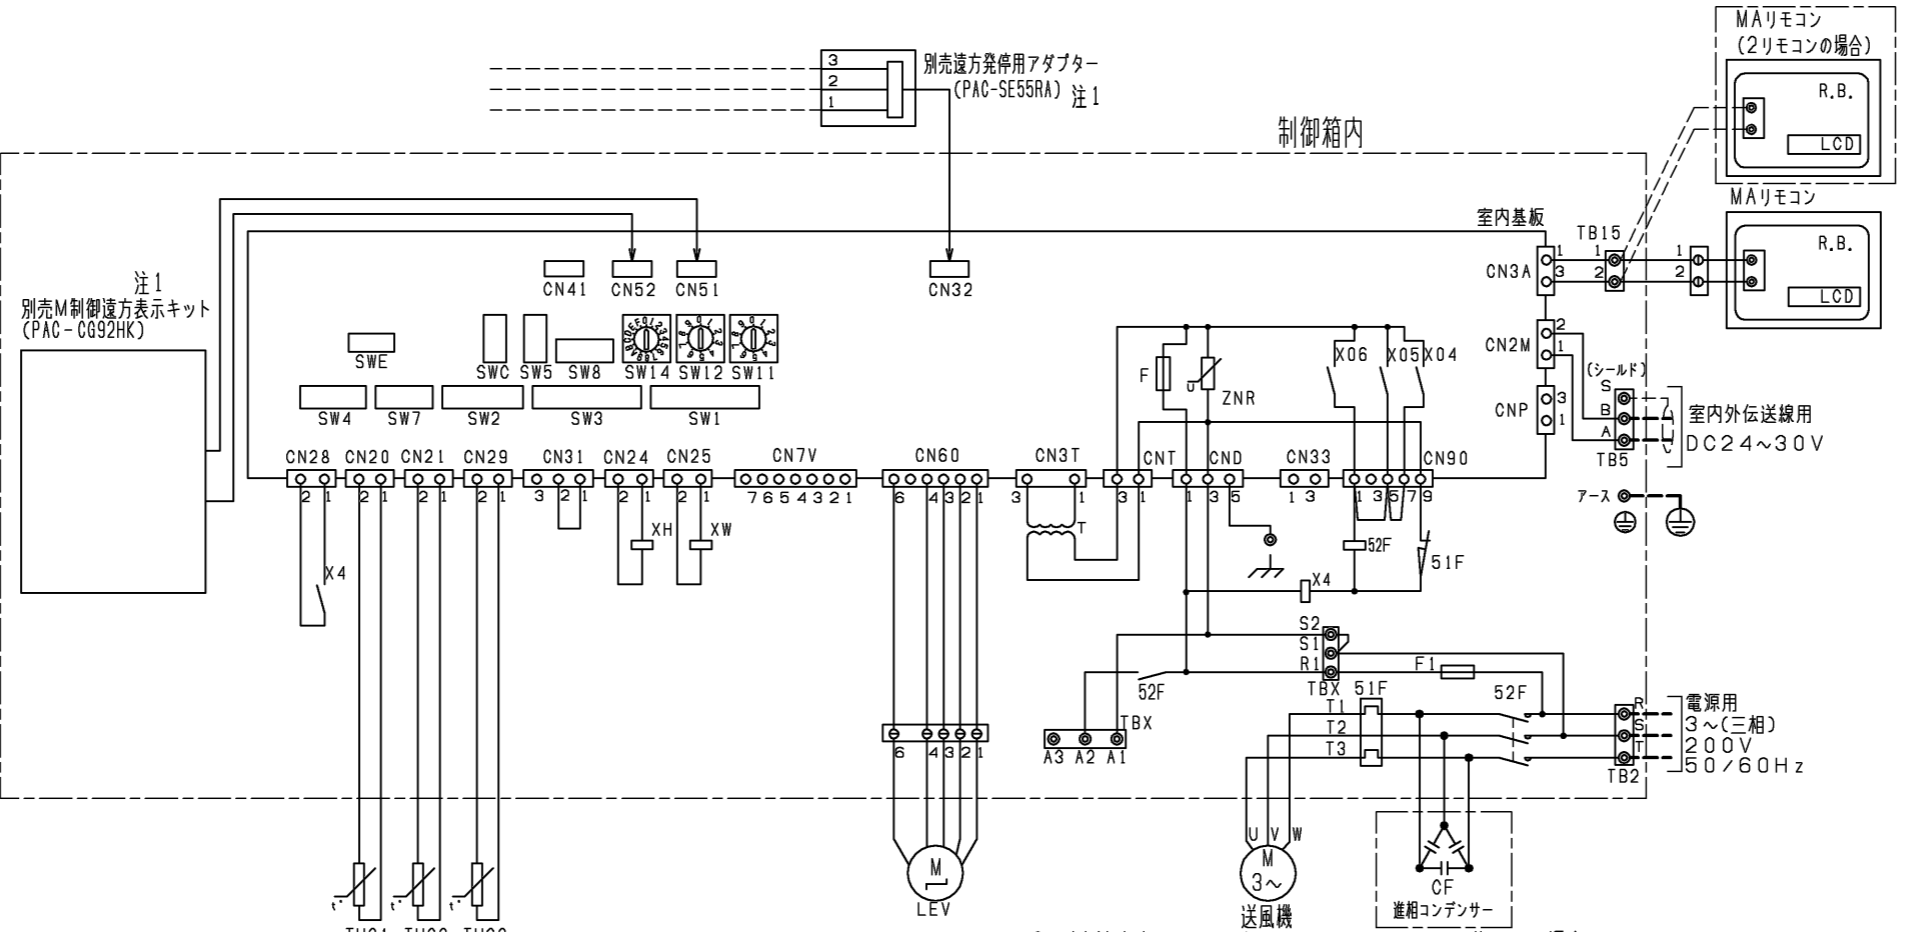 MAリモコン
(2リモコンの場合)
R.B.
LCD
3
2
1
別売遠方発停用アダプター
(PAC-SE55RA) 注1
制御箱内
MAリモコン
R.B.
LCD
室内基板
TB15
CN3A
1
3
1
2
1
2
注1
別売M制御遠方表示キット
(PAC-CG92HK)
CN41
CN52
CN51
CN32
SWE
SWC
SW5
SW8
SW14
SW12
SW11
SW4
SW7
SW2
SW3
SW1
F
U
ZNR
X06
X05
X04
CN2M
2
1
CNP
3
1
(シールド)
S
B
A
TB5
室内外伝送線用
DC24~30V
アース
CN28
CN20
CN21
CN29
CN31
CN24
CN25
CN7V
CN60
CN3T
CNT
CND
CN33
CN90
2 1
2 1
2 1
2 1
3 2 1
2 1
2 1
7 6 5 4 3 2 1
6 4 3 2 1
3 1
3 1
1 3 5
1 3
1 3 5 7 9
X4
XH
XW
T
52F
51F
X4
S2
S1
R1
TBX
F1
52F
51F
52F
TBX
A3 A2 A1
T1
T2
T3
R
S
T
TB2
電源用
3~(三相)
200V
50/60Hz
6 4 3 2 1
M
LEV
U V W
M
3~
送風機
CF
進相コンデンサー
t°
t°
t°